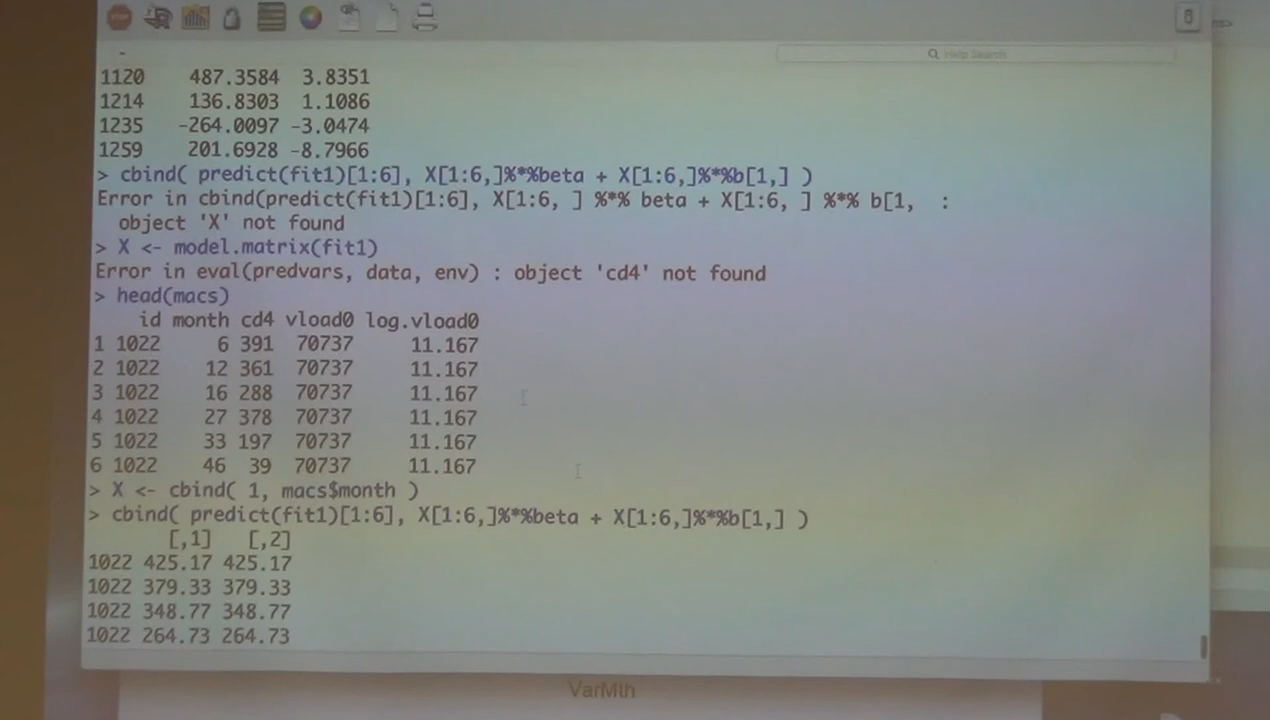 STOP
Help Search
1120 487.3584 3.8351
1214 136.8303 1.1086
1235 -264.0097 -3.0474
1259 201.6928 -8.7966
> cbind( predict(fit1)[1:6], X[1:6,]%*%beta + X[1:6,]%*%b[1,] )
Error in cbind(predict(fit1)[1:6], X[1:6, ] %*% beta + X[1:6, ] %*% b[1, :
object 'X' not found
> X <- model.matrix(fit1)
Error in eval(predvars, data, env) : object 'cd4' not found
> head(macs)
id month cd4 vload0 log.vload0
1 1022 6 391 70737 11.167
2 1022 12 361 70737 11.167
3 1022 16 288 70737 11.167
4 1022 27 378 70737 11.167
5 1022 33 197 70737 11.167
6 1022 46 39 70737 11.167
> X <- cbind( 1, macs$month )
> cbind( predict(fit1)[1:6], X[1:6,]%*%beta + X[1:6,]%*%b[1,] )
[,1] [,2]
1022 425.17 425.17
1022 379.33 379.33
1022 348.77 348.77
1022 264.73 264.73
VarMth